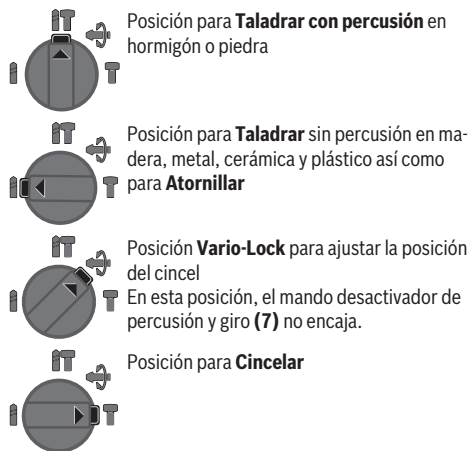 Posición para Taladrar con percusión en
hormigón o piedra
Posición para Taladrar sin percusión en ma-
dera, metal, cerámica y plástico así como
para Atornillar
Posición Vario-Lock para ajustar la posición
del cincel
En esta posición, el mando desactivador de
percusión y giro (7) no encaja.
Posición para Cincelar